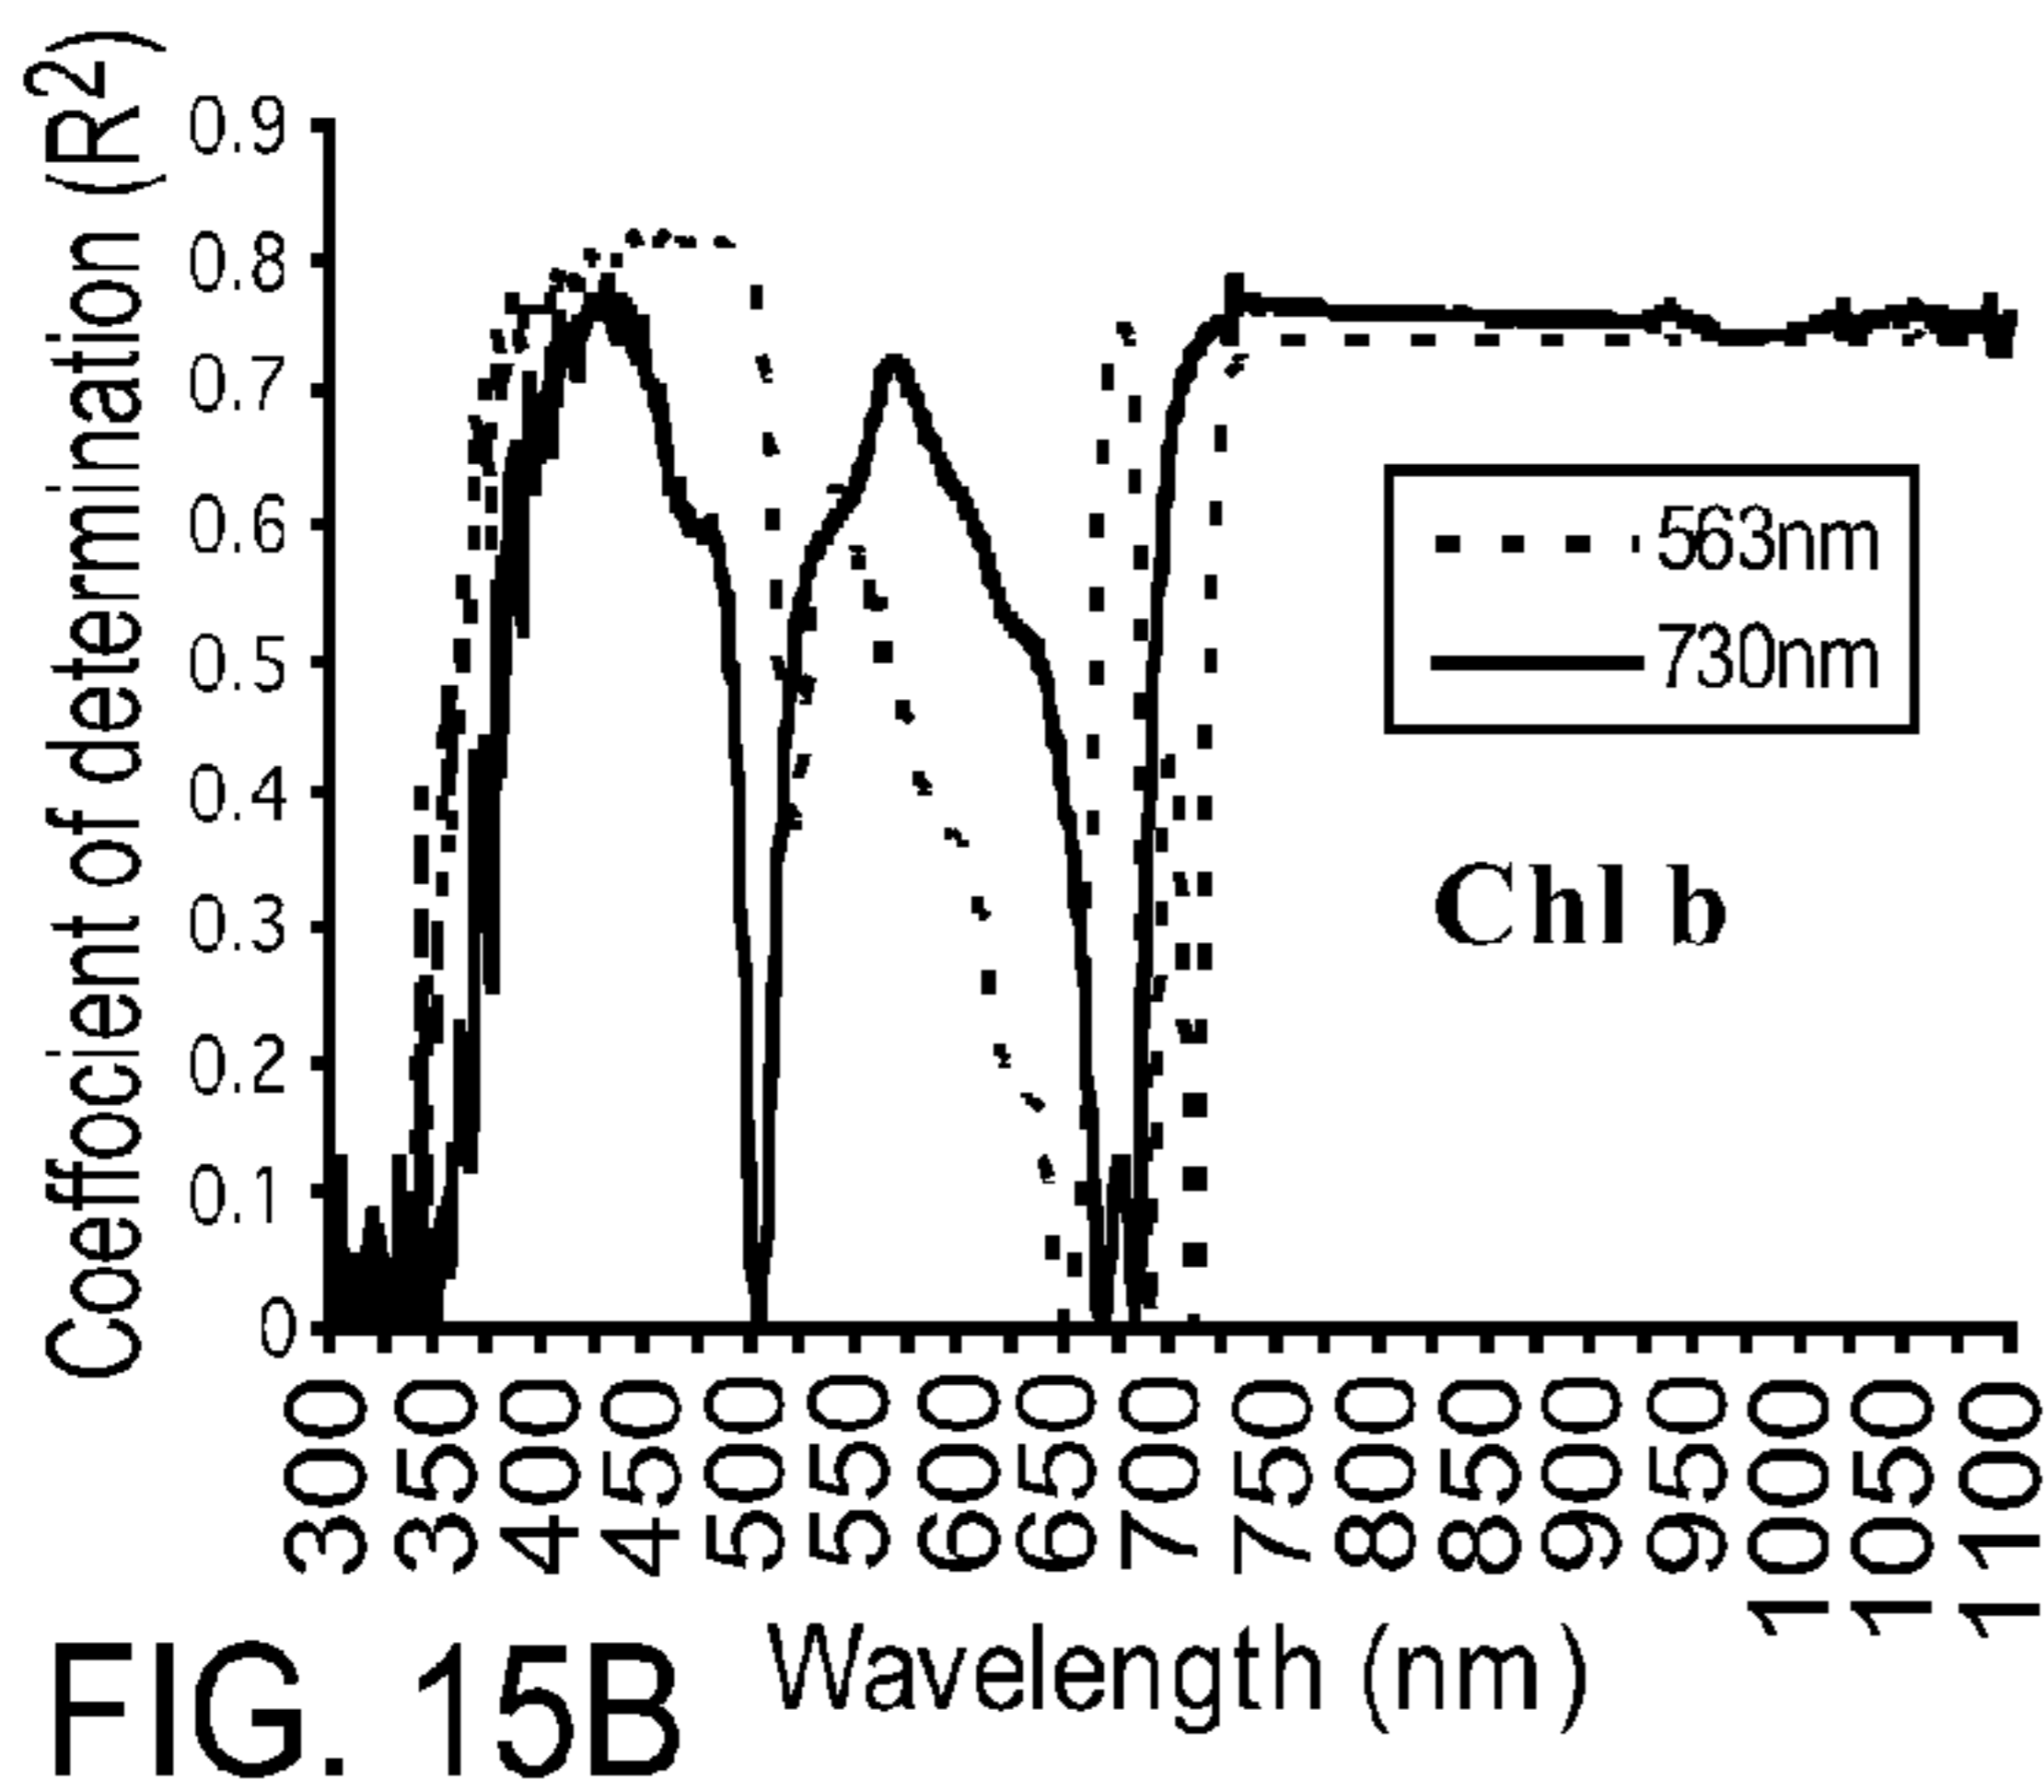 Coeffocient of determination (R²)
0.9
0.8
0.7
0.6
0.5
0.4
0.3
0.2
0.1
0
563nm
730nm
Chl b
300 350 400 450 500 550 600 650 700 750 800 850 900 950 1000 1050 1100
Wavelength (nm)
FIG. 15B